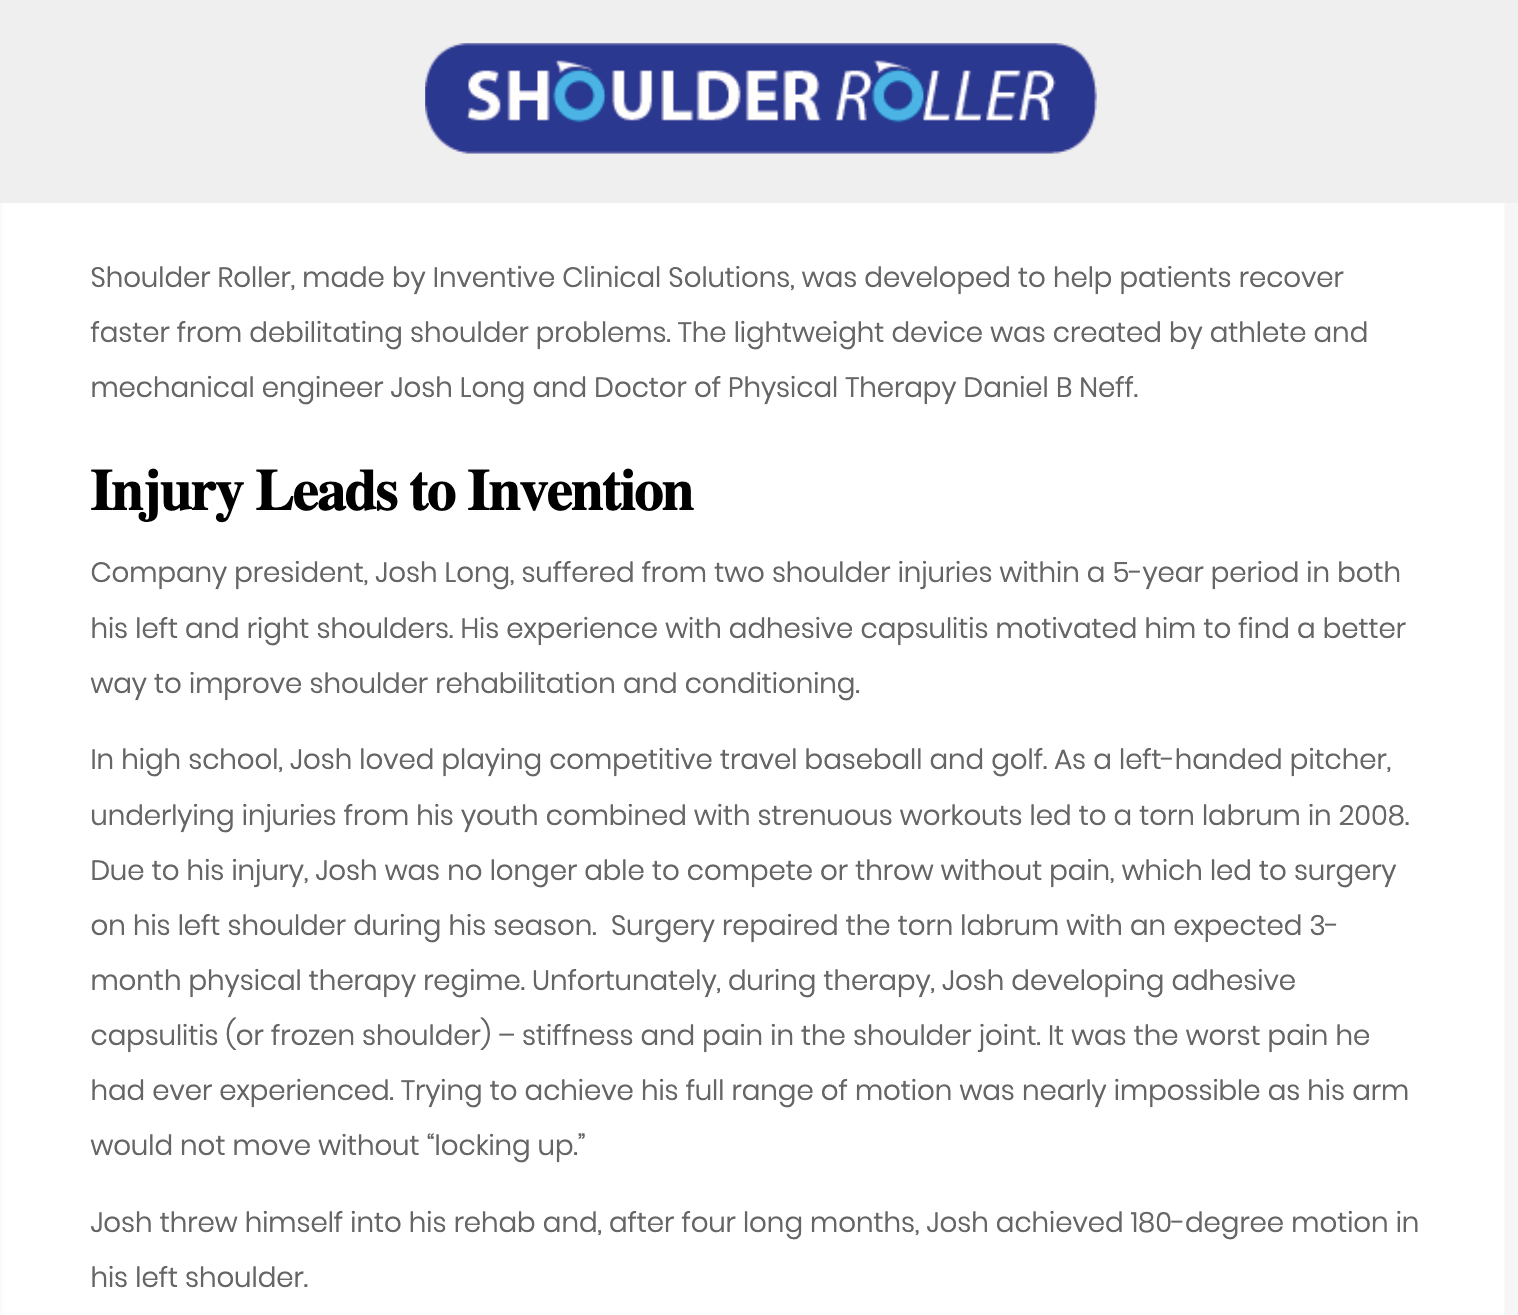 SHOULDER ROLLER
Shoulder Roller, made by Inventive Clinical Solutions, was developed to help patients recover
faster from debilitating shoulder problems. The lightweight device was created by athlete and
mechanical engineer Josh Long and Doctor of Physical Therapy Daniel B Neff.
Injury Leads to Invention
Company president, Josh Long, suffered from two shoulder injuries within a 5-year period in both
his left and right shoulders. His experience with adhesive capsulitis motivated him to find a better
way to improve shoulder rehabilitation and conditioning.
In high school, Josh loved playing competitive travel baseball and golf. As a left-handed pitcher,
underlying injuries from his youth combined with strenuous workouts led to a torn labrum in 2008.
Due to his injury, Josh was no longer able to compete or throw without pain, which led to surgery
on his left shoulder during his season.  Surgery repaired the torn labrum with an expected 3-
month physical therapy regime. Unfortunately, during therapy, Josh developing adhesive
capsulitis (or frozen shoulder) – stiffness and pain in the shoulder joint. It was the worst pain he
had ever experienced. Trying to achieve his full range of motion was nearly impossible as his arm
would not move without “locking up.”
Josh threw himself into his rehab and, after four long months, Josh achieved 180-degree motion in
his left shoulder.